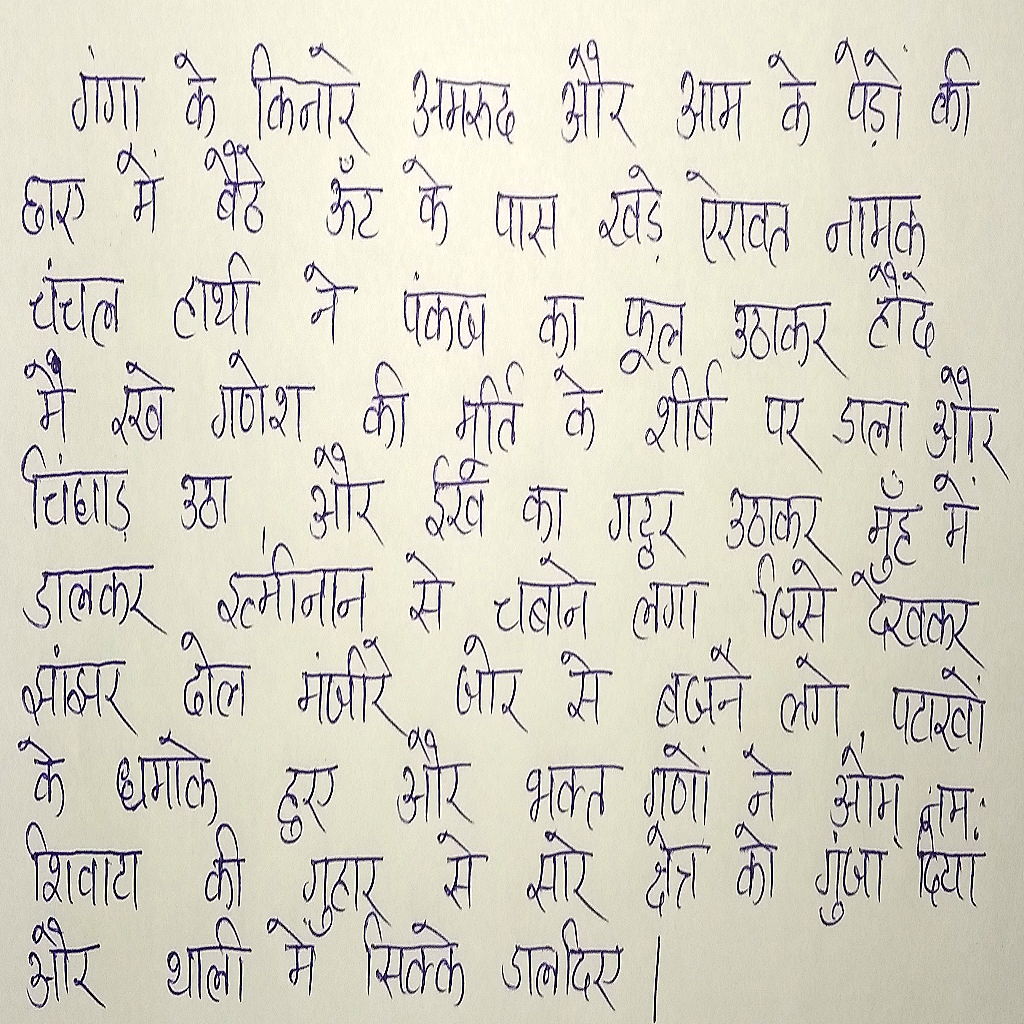 गंगा के किनारे अमरूद और आम के पेड़ों की
छाए में बैठे ऊँट के पास खड़े ऐरावत नामक
चंचल हाथी ने पंकज का फूल उठाकर हौदे
में रखे गणेश की मूर्ति के शीर्ष पर डाला और
चिंघाड़ उठा , और ईख का गट्ठर उठाकर मुँह में
डालकर इत्मीनान से चबाने लगा जिसे देखकर
झांझर ढोल मंजीरे जोर से बजने लगे , पटाखों
के धमाके हुए और भक्त गणों ने ओम् नम:
शिवाय की गुहार से सारे क्षेत्र को गुंजा दिया
और थाली में सिक्के डालदिए |